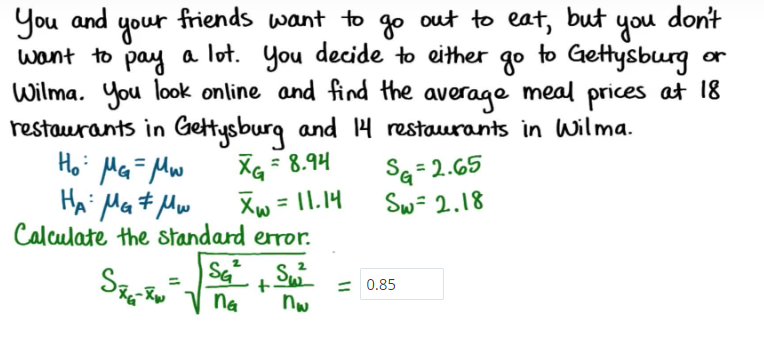 You and your friends want to go out to eat, but you don't
want to pay a lot. You decide to either go to Gettysburg or
Wilma. You look online and find the average meal prices at 18
restaurants in Gettysburg and 14 restaurants in Wilma.
H₀: μG = μW x̄G = 8.94 SG = 2.65
HA: μG ≠ μW x̄W = 11.14 SW = 2.18
Calculate the standard error.
Sx̄G-x̄W = √(SG²/nG + SW²/nW) = 0.85